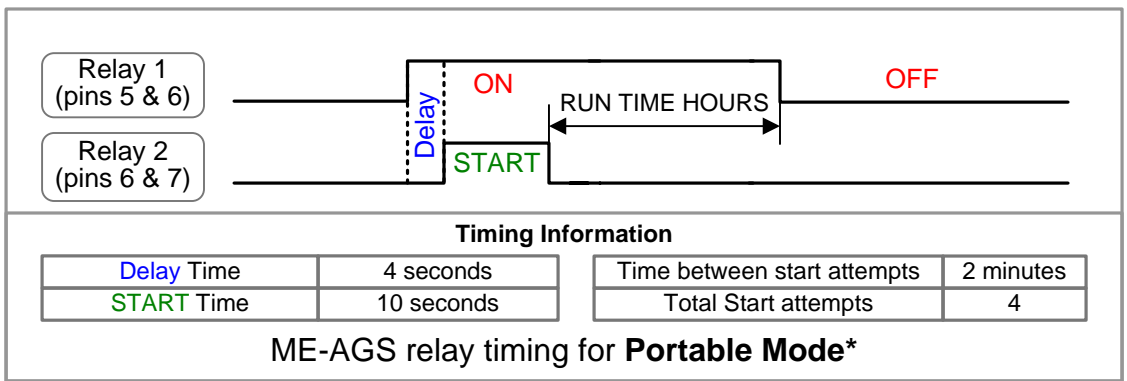 Relay 1
(pins 5 & 6)
ON
OFF
RUN TIME HOURS
Delay
Relay 2
(pins 6 & 7)
START
Timing Information
Delay Time 4 seconds
START Time 10 seconds
Time between start attempts 2 minutes
Total Start attempts 4
ME-AGS relay timing for Portable Mode*